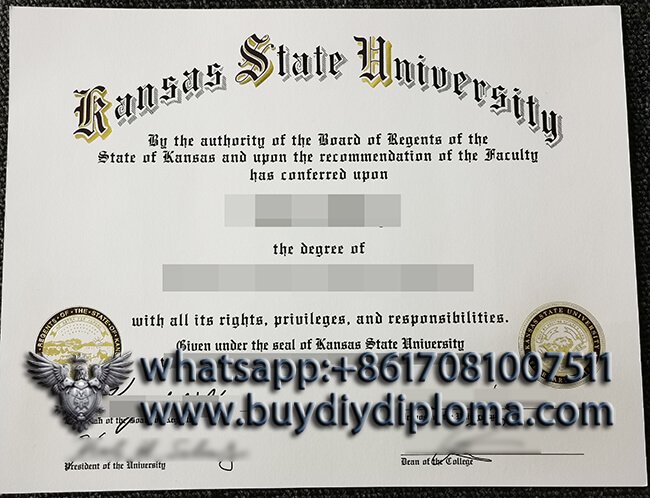 Kansas State University
By the authority of the Board of Regents of the
State of Kansas and upon the recommendation of the Faculty
has conferred upon
the degree of
with all its rights, privileges, and responsibilities.
Given under the seal of Kansas State University
whatsapp:+8617081007511
www.buydiydiploma.com
President of the University
Dean of the College